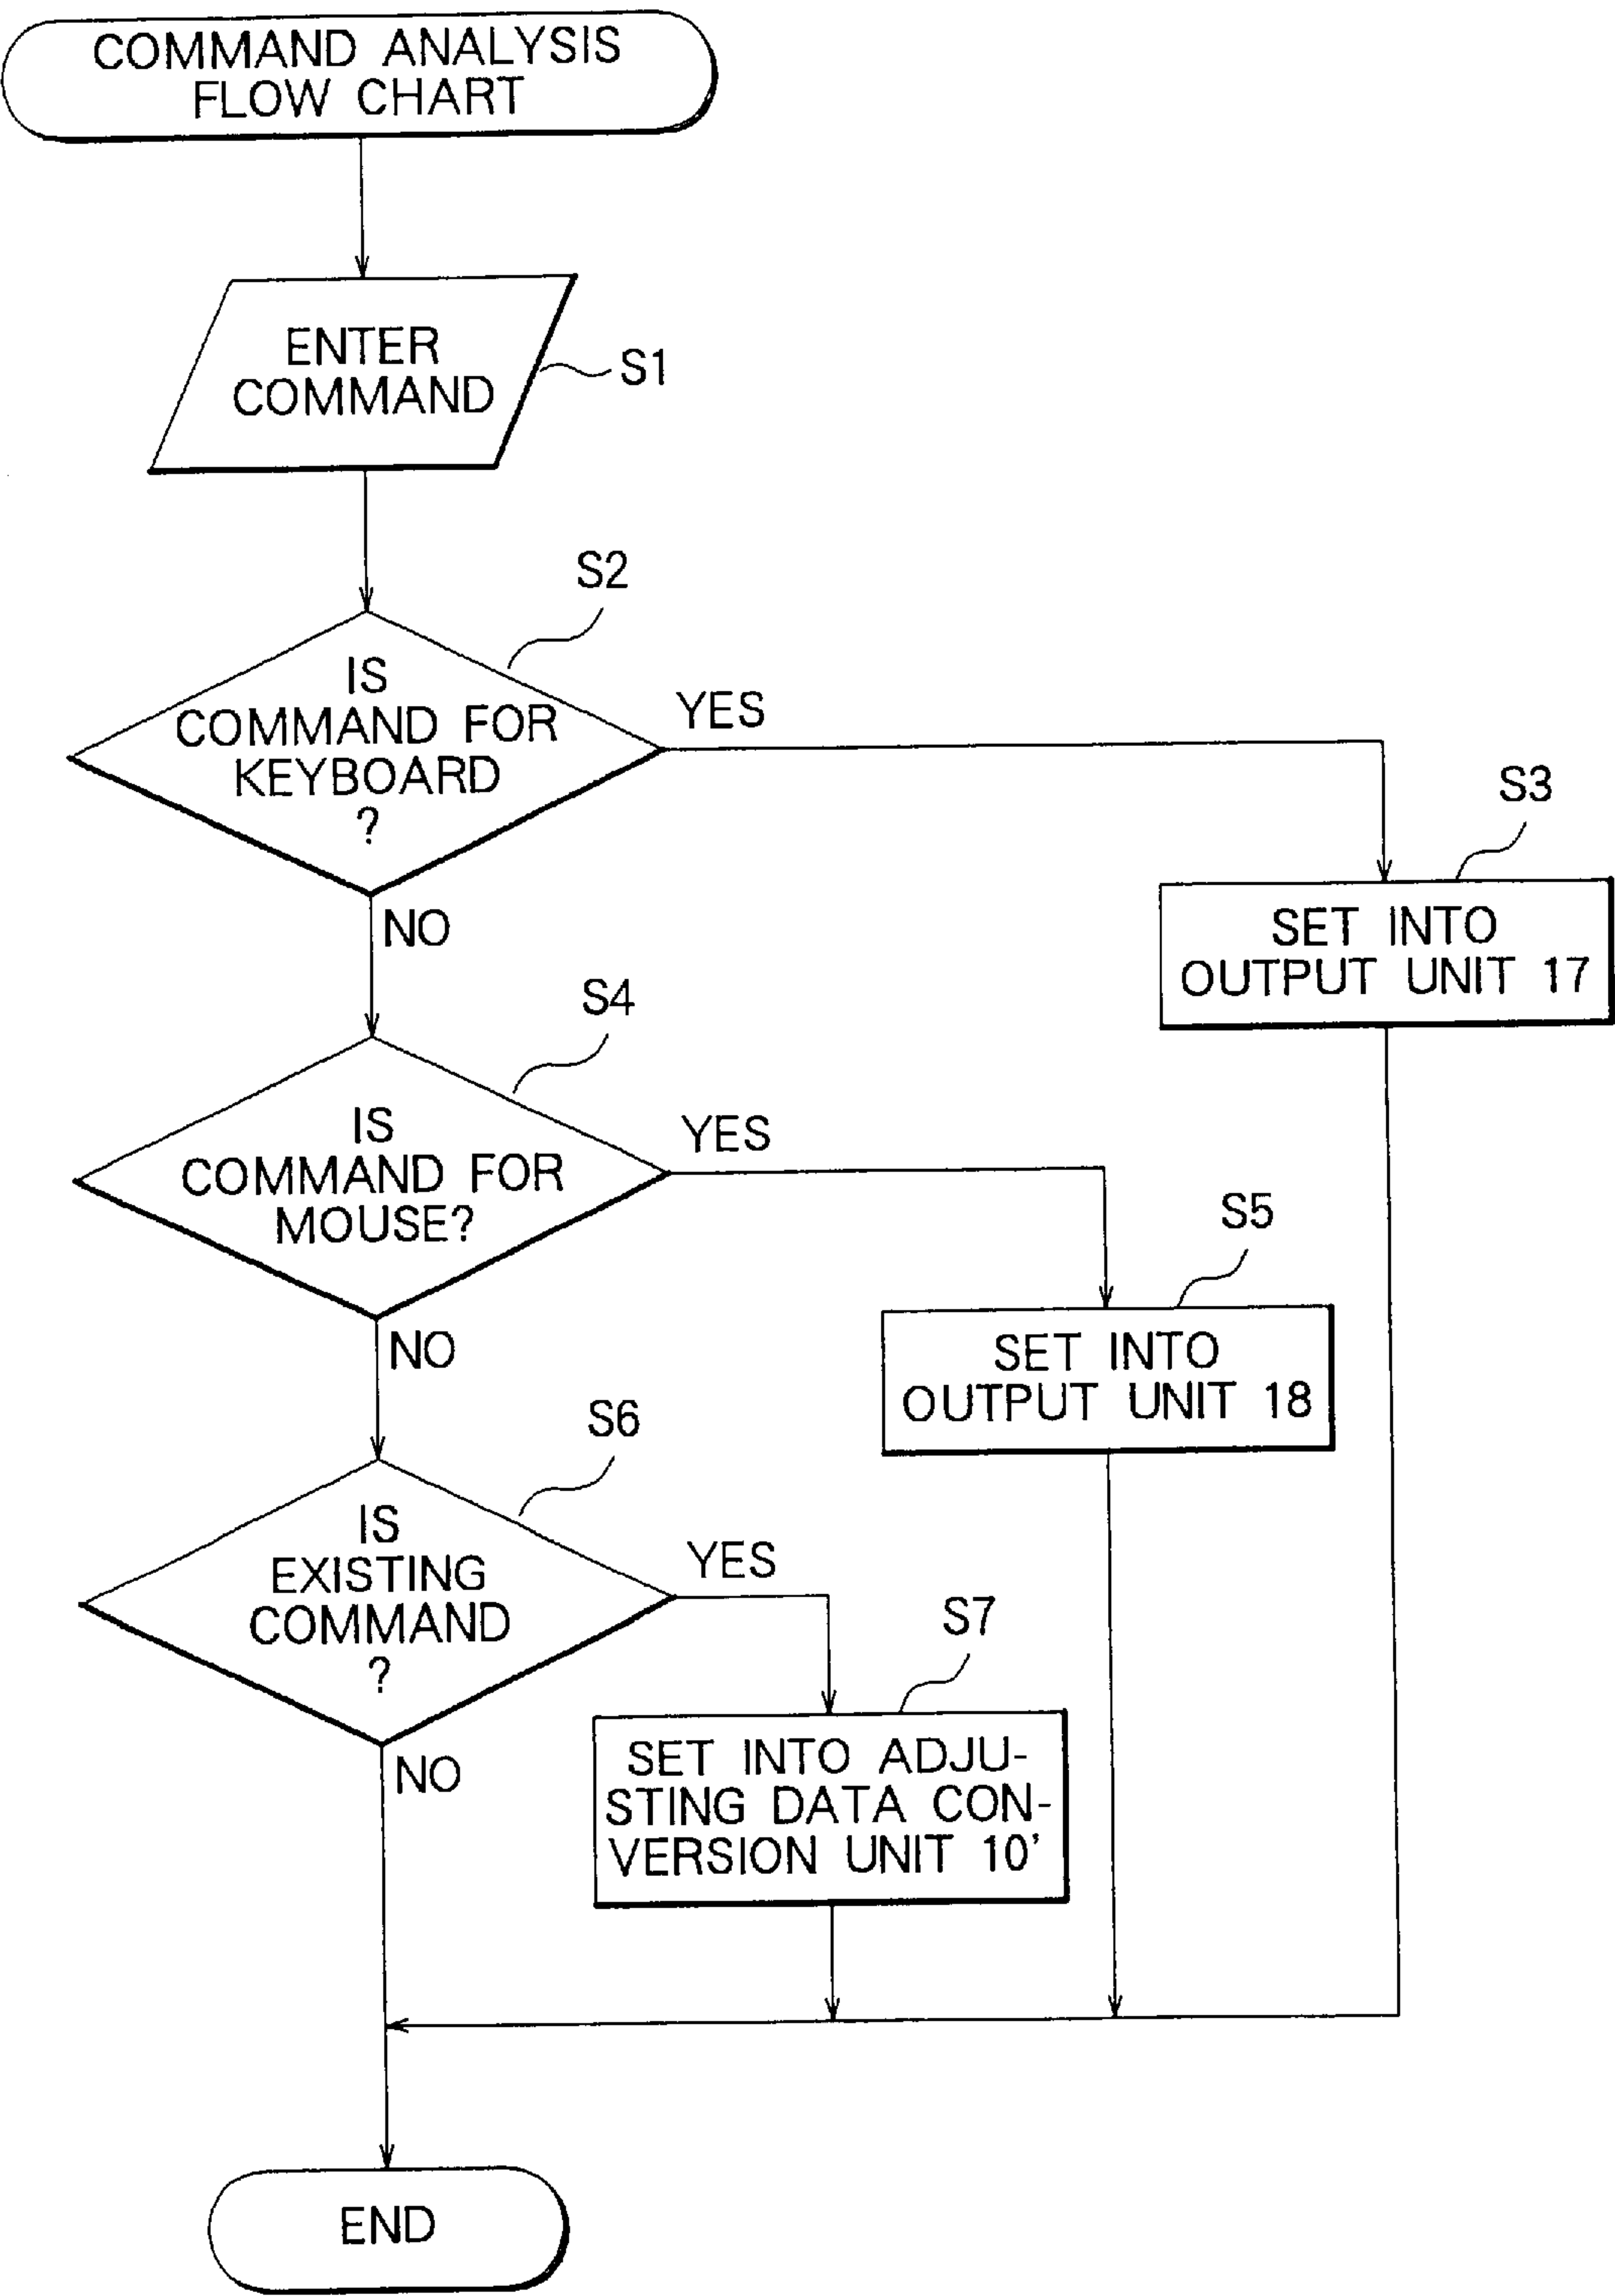 COMMAND ANALYSIS
FLOW CHART
ENTER
COMMAND
S1
S2
IS
COMMAND FOR
KEYBOARD
?
YES
NO
S3
SET INTO
OUTPUT UNIT 17
S4
IS
COMMAND FOR
MOUSE?
YES
NO
S5
SET INTO
OUTPUT UNIT 18
S6
IS
EXISTING
COMMAND
?
YES
NO
S7
SET INTO ADJU-
STING DATA CON-
VERSION UNIT 10'
END